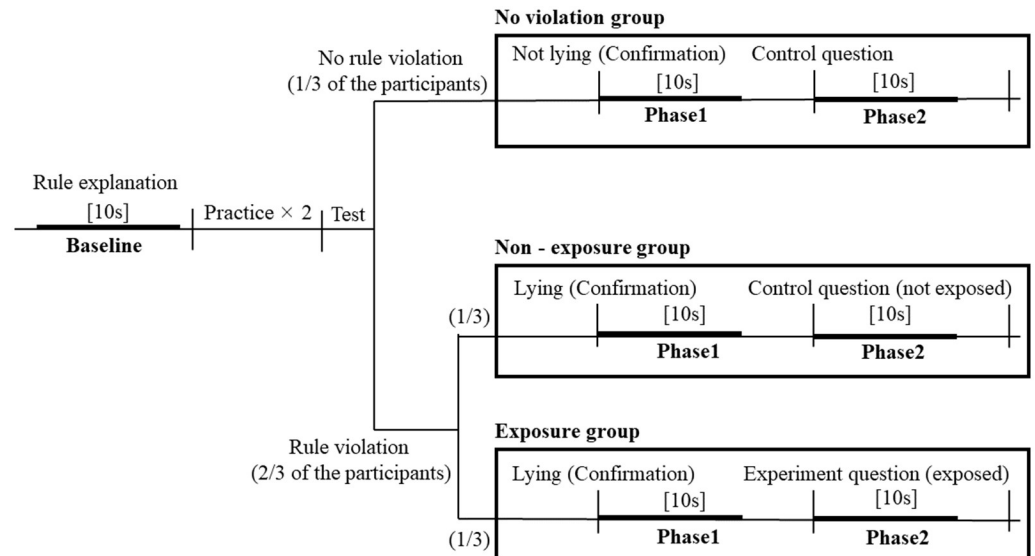 No violation group
No rule violation
(1/3 of the participants)
Not lying (Confirmation)
Control question
[10s]
[10s]
Phase1
Phase2
Rule explanation
[10s]
Baseline
Practice × 2
Test
Non - exposure group
(1/3)
Lying (Confirmation)
Control question (not exposed)
[10s]
[10s]
Phase1
Phase2
Rule violation
(2/3 of the participants)
Exposure group
(1/3)
Lying (Confirmation)
Experiment question (exposed)
[10s]
[10s]
Phase1
Phase2